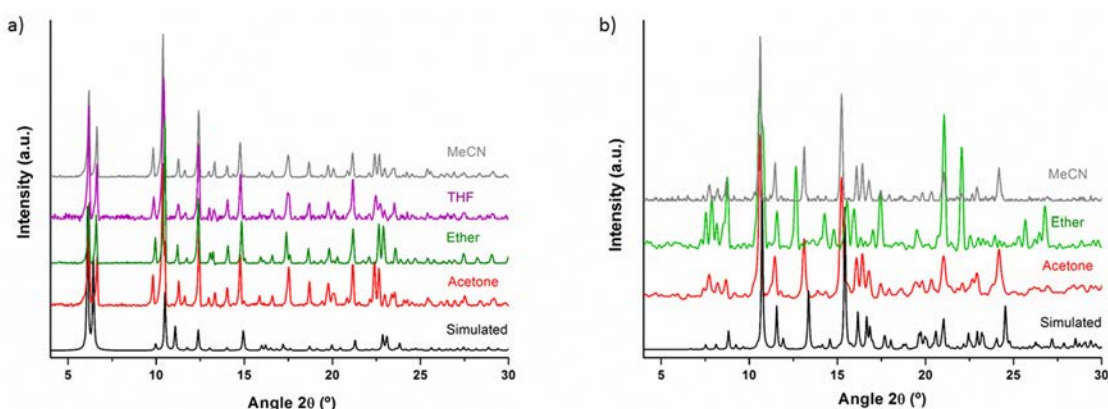 a)
Intensity (a.u.)
MeCN
THF
Ether
Acetone
Simulated
5 10 15 20 25 30
Angle 2θ (º)
b)
Intensity (a.u.)
MeCN
Ether
Acetone
Simulated
5 10 15 20 25 30
Angle 2θ (º)